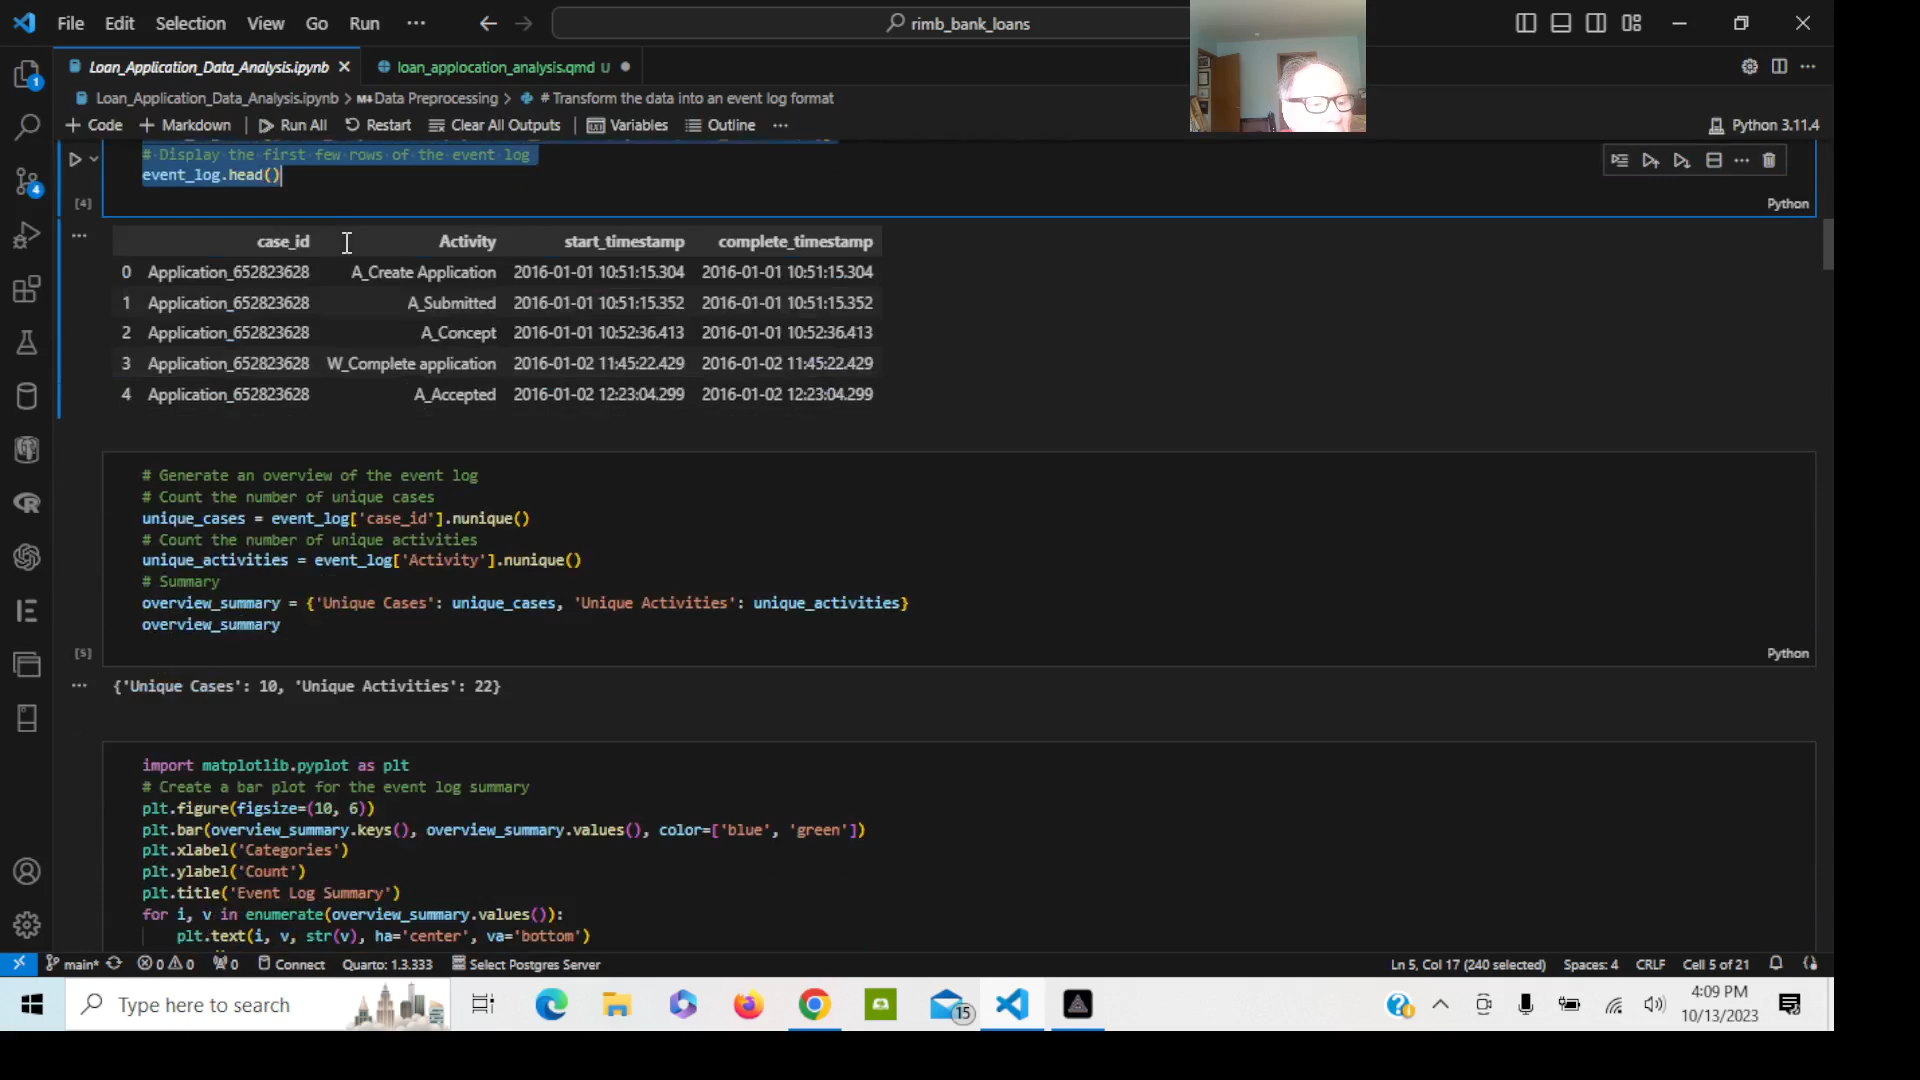 File Edit Selection View Go Run ··· rimb_bank_loans
Loan_Application_Data_Analysis.ipynb loan_applocation_analysis.qmd U
Loan_Application_Data_Analysis.ipynb > M↓Data Preprocessing > # Transform the data into an event log format
+ Code + Markdown Run All Restart Clear All Outputs Variables Outline ··· Python 3.11.4
# Display the first few rows of the event log
event_log.head()
[4] Python
case_id Activity start_timestamp complete_timestamp
0 Application_652823628 A_Create Application 2016-01-01 10:51:15.304 2016-01-01 10:51:15.304
1 Application_652823628 A_Submitted 2016-01-01 10:51:15.352 2016-01-01 10:51:15.352
2 Application_652823628 A_Concept 2016-01-01 10:52:36.413 2016-01-01 10:52:36.413
3 Application_652823628 W_Complete application 2016-01-02 11:45:22.429 2016-01-02 11:45:22.429
4 Application_652823628 A_Accepted 2016-01-02 12:23:04.299 2016-01-02 12:23:04.299
# Generate an overview of the event log
# Count the number of unique cases
unique_cases = event_log['case_id'].nunique()
# Count the number of unique activities
unique_activities = event_log['Activity'].nunique()
# Summary
overview_summary = {'Unique Cases': unique_cases, 'Unique Activities': unique_activities}
overview_summary
[5] Python
{'Unique Cases': 10, 'Unique Activities': 22}
import matplotlib.pyplot as plt
# Create a bar plot for the event log summary
plt.figure(figsize=(10, 6))
plt.bar(overview_summary.keys(), overview_summary.values(), color=['blue', 'green'])
plt.xlabel('Categories')
plt.ylabel('Count')
plt.title('Event Log Summary')
for i, v in enumerate(overview_summary.values()):
plt.text(i, v, str(v), ha='center', va='bottom')
main* 0 0 0 Connect Quarto: 1.3.333 Select Postgres Server Ln 5, Col 17 (240 selected) Spaces: 4 CRLF Cell 5 of 21
Type here to search 15 4:09 PM
10/13/2023